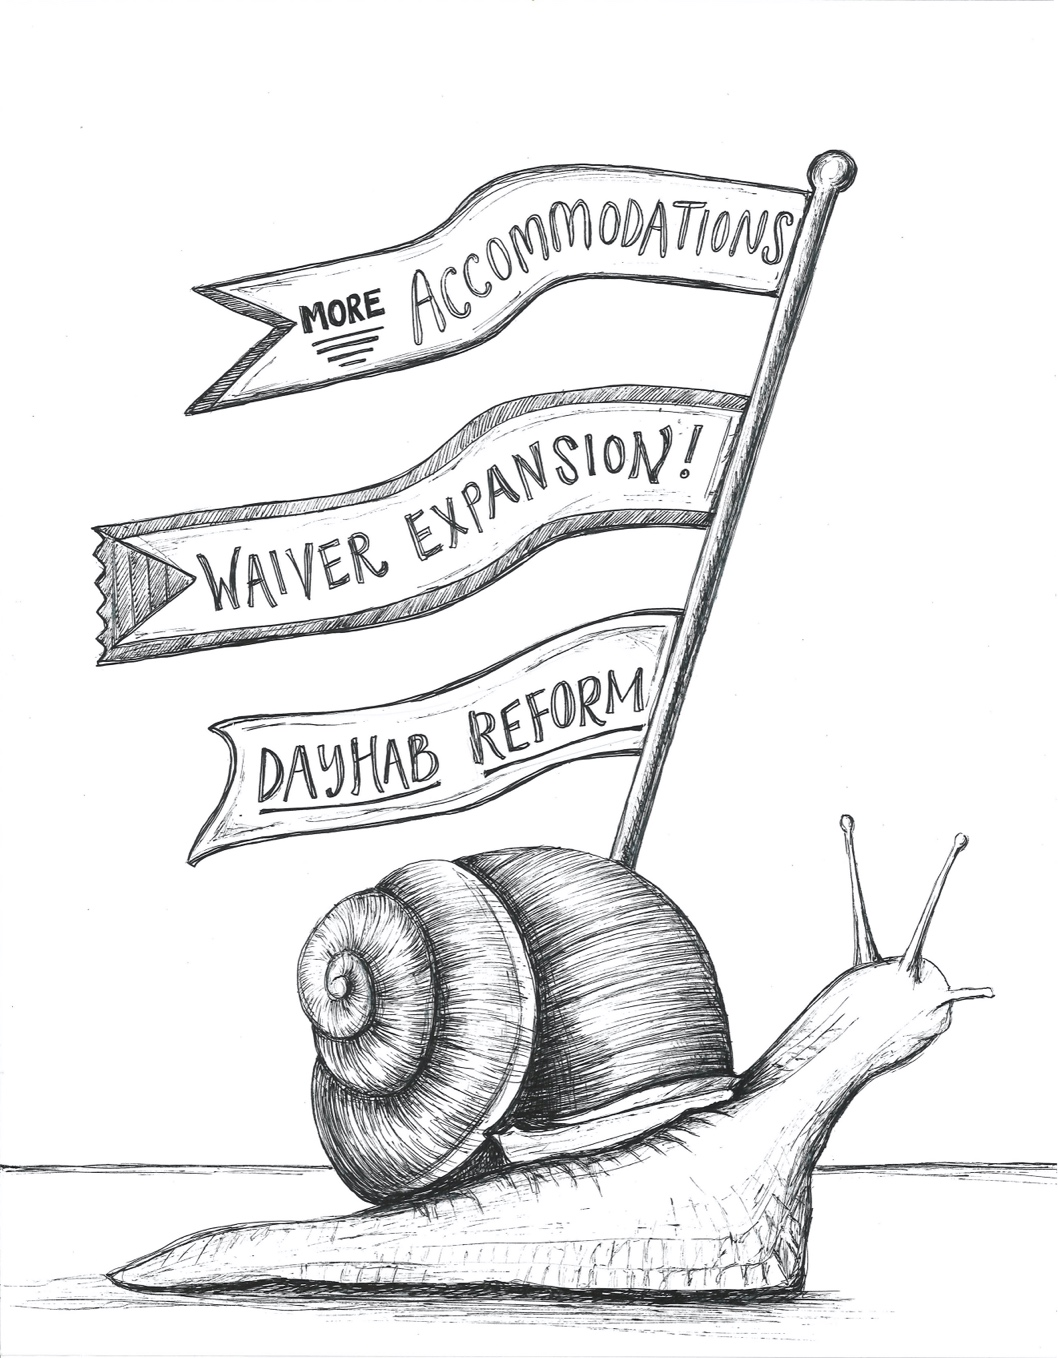 MORE ACCOMMODATIONS
WAIVER EXPANSION!
DAYHAB REFORM